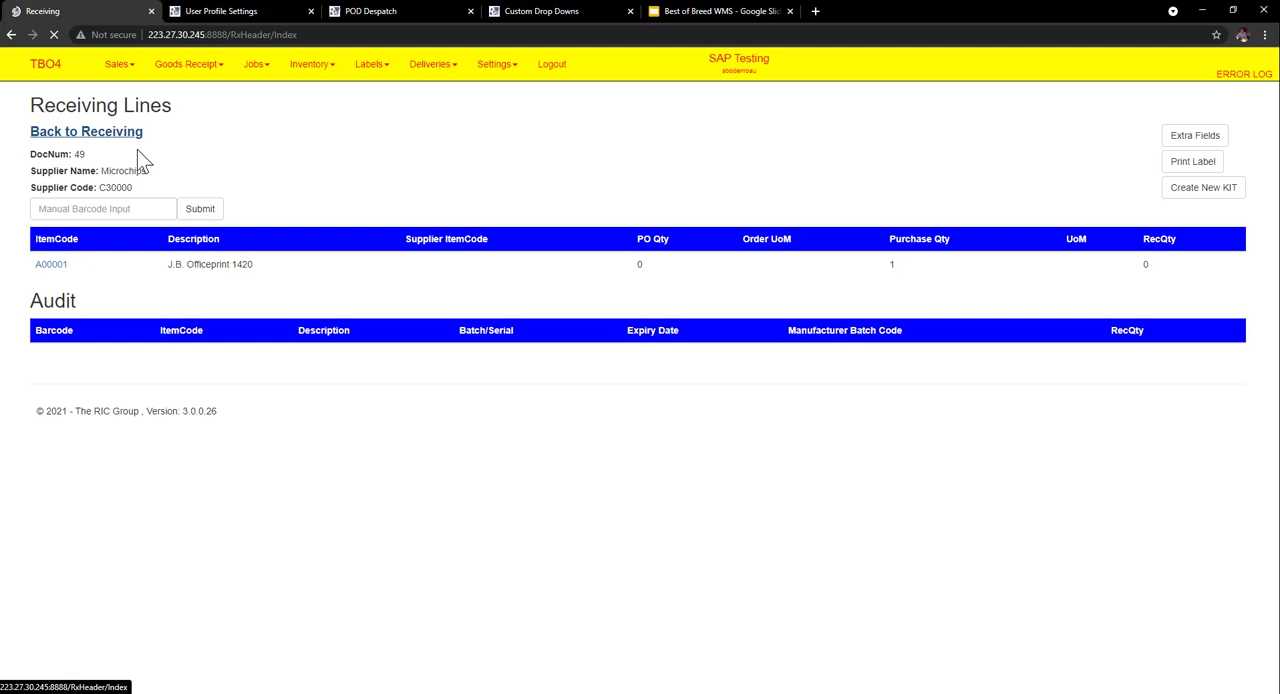 Receiving
User Profile Settings
POD Despatch
Custom Drop Downs
Best of Breed WMS - Google Slid
Not secure 223.27.30.245:8888/RxHeader/Index
TBO4 Sales Goods Receipt Jobs Inventory Labels Deliveries Settings Logout
SAP Testing
sbodemoau
ERROR LOG
Receiving Lines
Back to Receiving
Extra Fields
DocNum: 49
Print Label
Supplier Name:
Supplier Code: C30000
Create New KIT
Manual Barcode Input Submit
ItemCode Description Supplier ItemCode PO Qty Order UoM Purchase Qty UoM RecQty
A00001 J.B. Officeprint 1420 0 1 0
Audit
Barcode ItemCode Description Batch/Serial Expiry Date Manufacturer Batch Code RecQty
© 2021 - The RIC Group , Version: 3.0.0.26
223.27.30.245:8888/RxHeader/Index